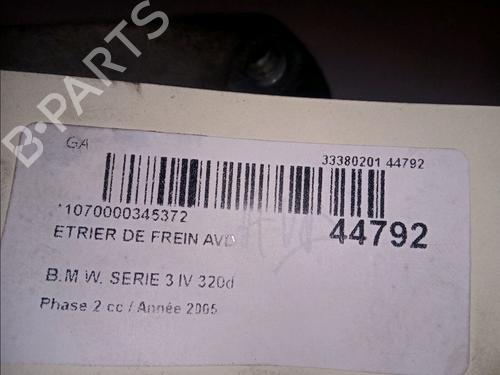 B-PARTS
GA
33380201 44792
*1070000345372
44792
ETRIER DE FREIN AVD
B.M W. SERIE 3 IV 320d
Phase 2 cc / Année 2005